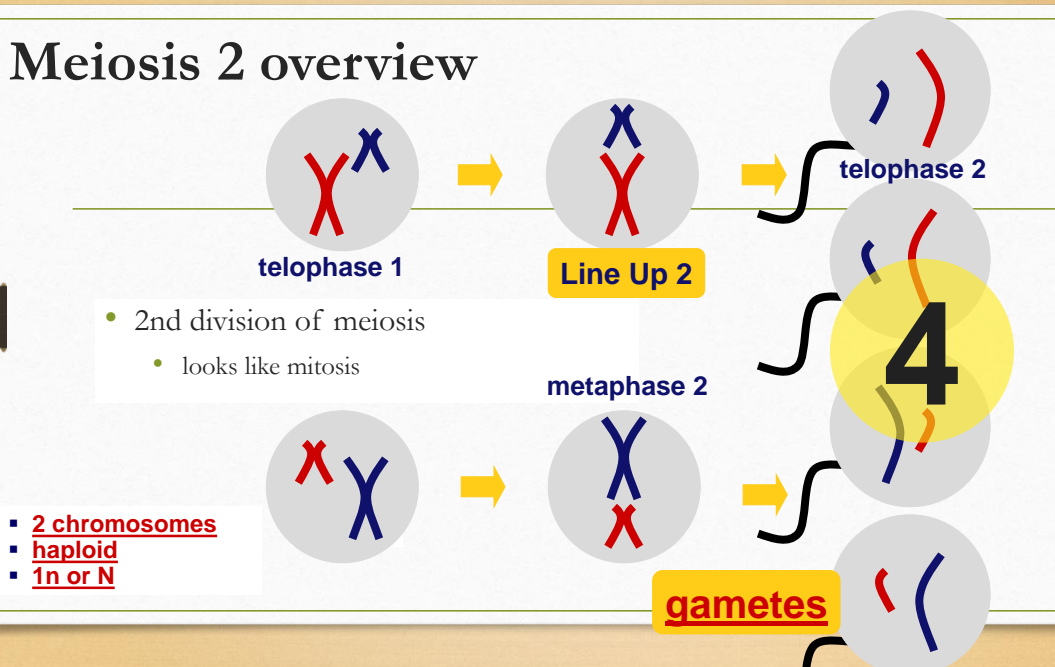 Meiosis 2 overview
telophase 2
telophase 1
Line Up 2
• 2nd division of meiosis
• looks like mitosis
4
metaphase 2
▪ 2 chromosomes
▪ haploid
▪ 1n or N
gametes